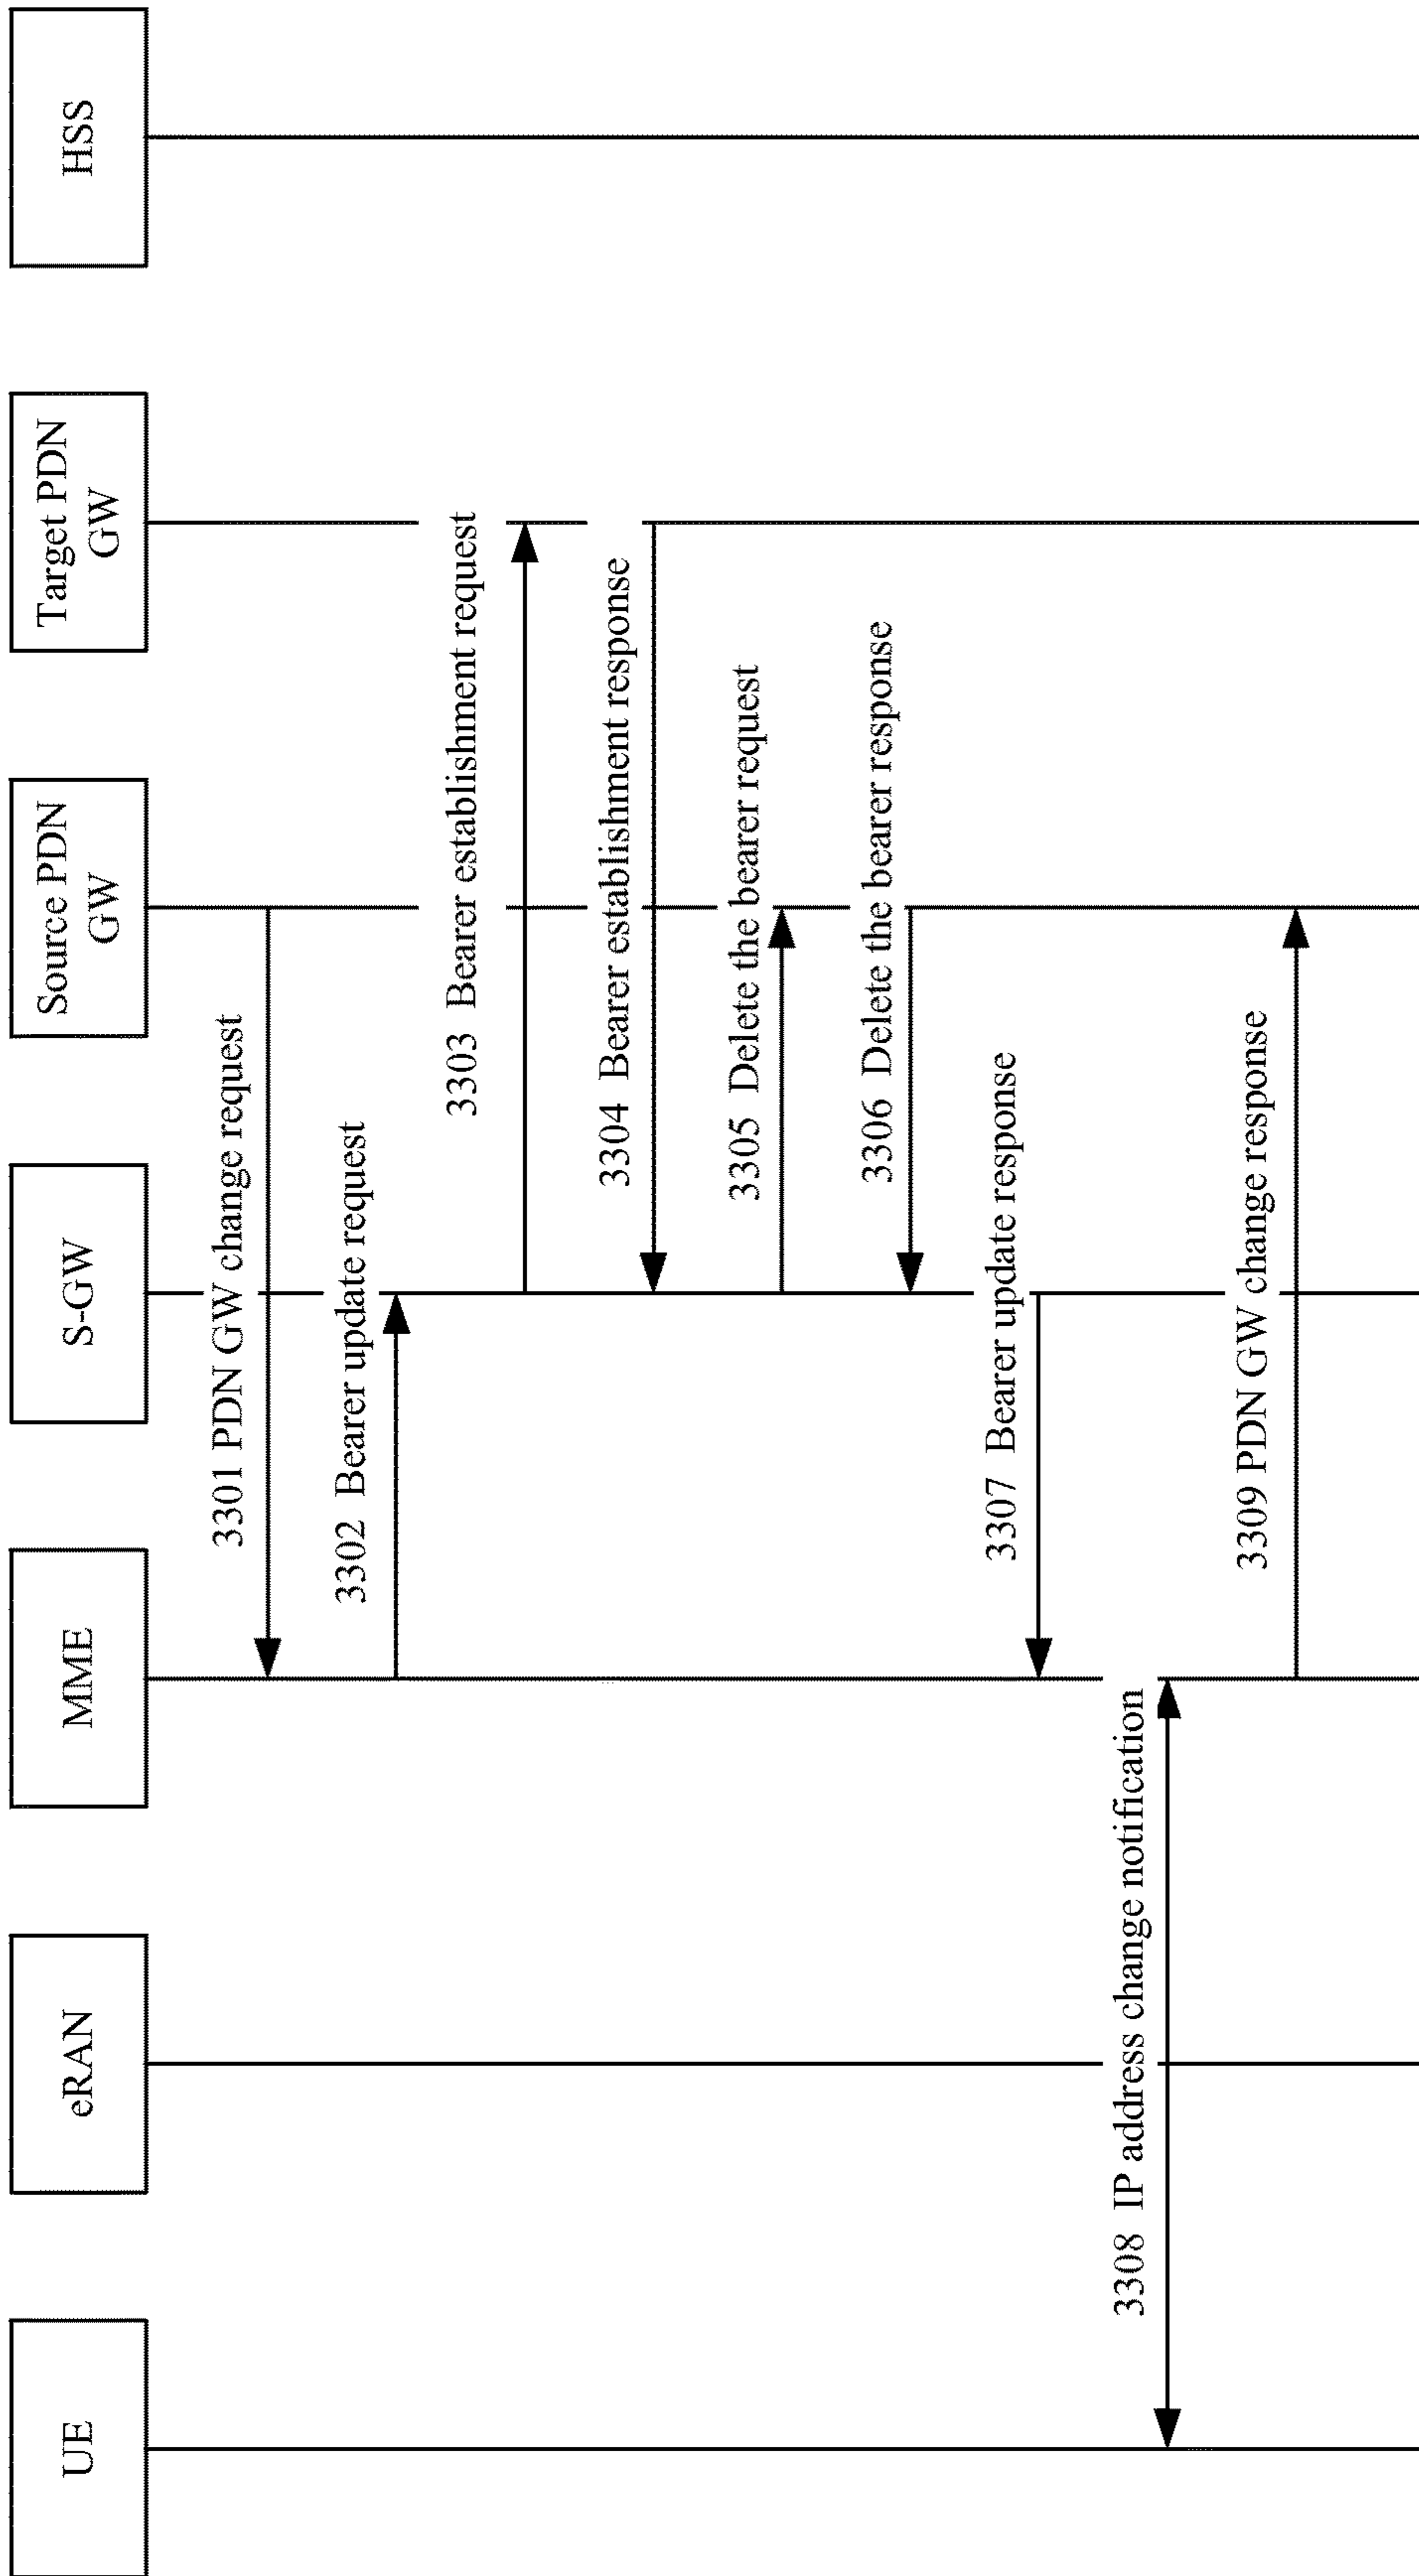 UE
eRAN
MME
S-GW
Source PDN
GW
Target PDN
GW
HSS
3301 PDN GW change request
3302 Bearer update request
3303 Bearer establishment request
3304 Bearer establishment response
3305 Delete the bearer request
3306 Delete the bearer response
3307 Bearer update response
3308 IP address change notification
3309 PDN GW change response